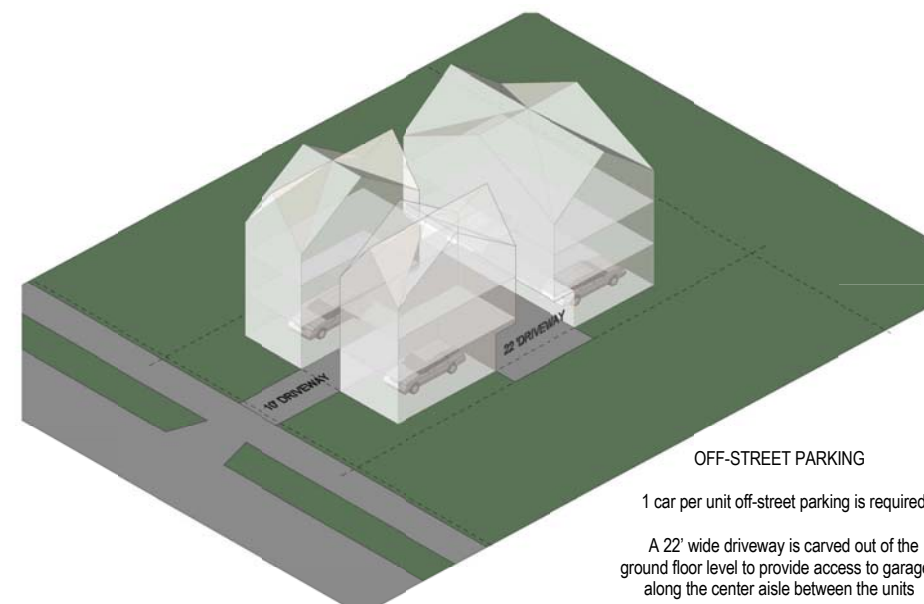 10' DRIVEWAY
22 'DRIVEWAY
OFF-STREET PARKING
1 car per unit off-street parking is required
A 22’ wide driveway is carved out of the
ground floor level to provide access to garage
along the center aisle between the units